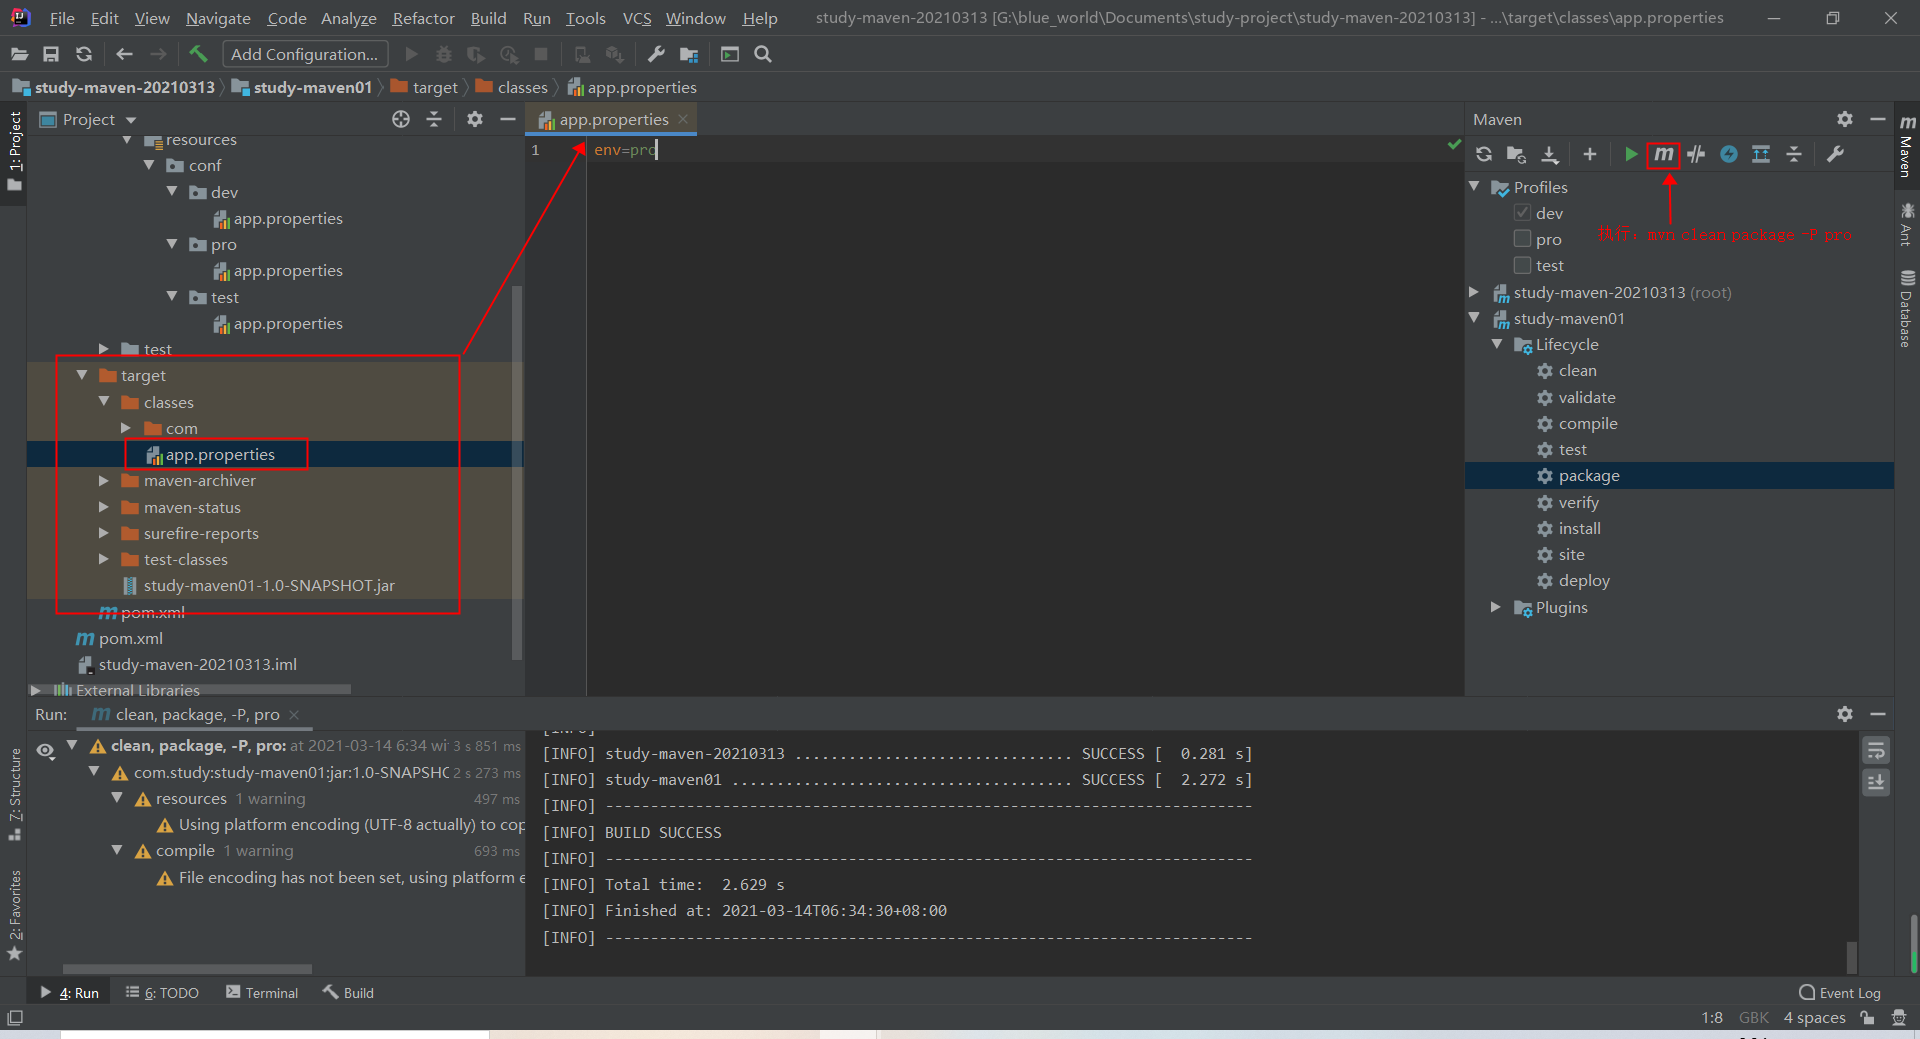 File Edit View Navigate Code Analyze Refactor Build Run Tools VCS Window Help study-maven-20210313 [G:\blue_world\Documents\study-project\study-maven-20210313] - ...\target\classes\app.properties
Add Configuration...
study-maven-20210313 study-maven01 target classes app.properties
1: Project
Project
resources
conf
dev
app.properties
pro
app.properties
test
app.properties
test
target
classes
com
app.properties
maven-archiver
maven-status
surefire-reports
test-classes
study-maven01-1.0-SNAPSHOT.jar
pom.xml
pom.xml
study-maven-20210313.iml
External Libraries
app.properties
1 env=pro
Maven
Profiles
dev
pro
test
执行：mvn clean package -P pro
study-maven-20210313 (root)
study-maven01
Lifecycle
clean
validate
compile
test
package
verify
install
site
deploy
Plugins
m Maven
Ant
Database
Run: clean, package, -P, pro
clean, package, -P, pro: at 2021-03-14 6:34 wi 3 s 851 ms
com.study:study-maven01:jar:1.0-SNAPSHO 2 s 273 ms
resources 1 warning 497 ms
Using platform encoding (UTF-8 actually) to cop
compile 1 warning 693 ms
File encoding has not been set, using platform e
[INFO]
[INFO] study-maven-20210313 ............................... SUCCESS [  0.281 s]
[INFO] study-maven01 ...................................... SUCCESS [  2.272 s]
[INFO] ------------------------------------------------------------------------
[INFO] BUILD SUCCESS
[INFO] ------------------------------------------------------------------------
[INFO] Total time:  2.629 s
[INFO] Finished at: 2021-03-14T06:34:30+08:00
[INFO] ------------------------------------------------------------------------
7: Structure
2: Favorites
4: Run 6: TODO Terminal Build Event Log
1:8 GBK 4 spaces